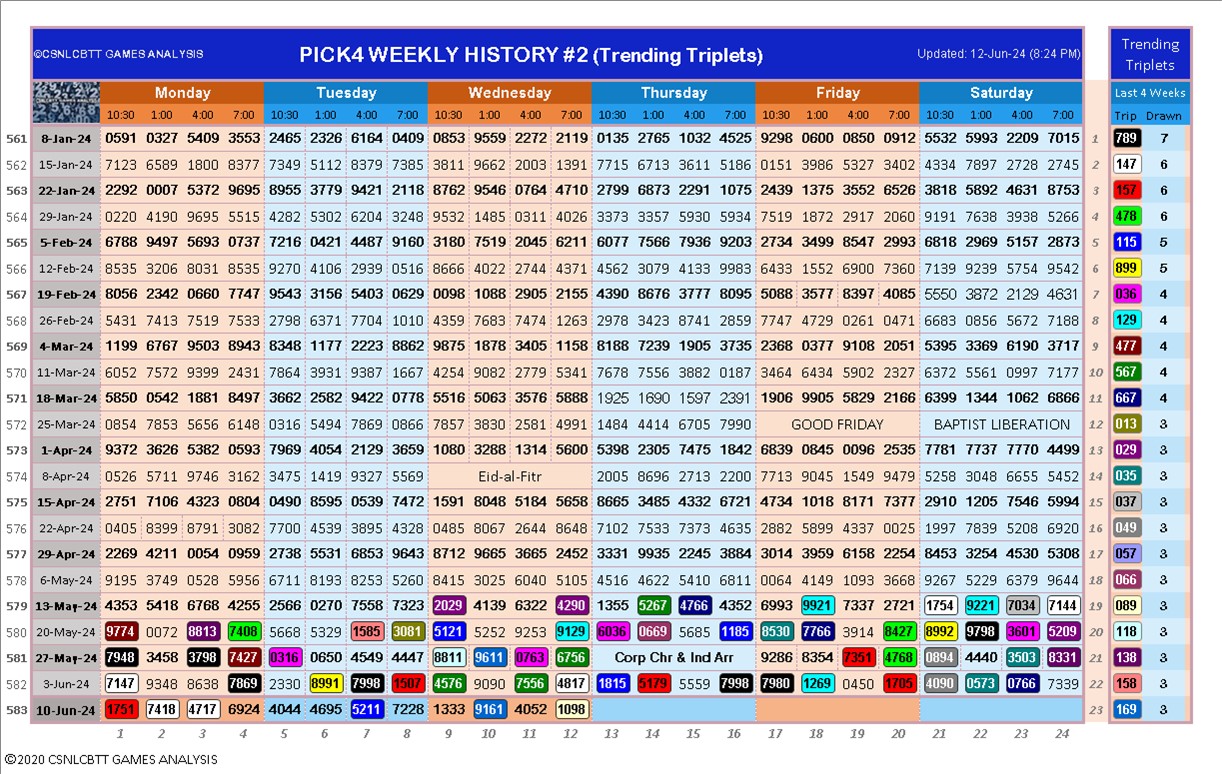 ©CSNLCBTT GAMES ANALYSIS PICK4 WEEKLY HISTORY #2 (Trending Triplets) Updated: 12-Jun-24 (8:24 PM) Trending Triplets
Monday Tuesday Wednesday Thursday Friday Saturday Last 4 Weeks
10:30 1:00 4:00 7:00 10:30 1:00 4:00 7:00 10:30 1:00 4:00 7:00 10:30 1:00 4:00 7:00 10:30 1:00 4:00 7:00 10:30 1:00 4:00 7:00 Trip Drawn
561 8-Jan-24 0591 0327 5409 3553 2465 2326 6164 0409 0853 9559 2272 2119 0135 2765 1032 4525 9298 0600 0850 0912 5532 5993 2209 7015 1 789 7
562 15-Jan-24 7123 6589 1800 8377 7349 5112 8379 7395 3811 9662 2003 1391 7715 6713 2611 5186 0151 3986 5327 3402 4334 7897 2728 2745 2 147 6
563 22-Jan-24 2292 0007 5372 9695 8955 3779 9421 2118 8762 9546 0764 4710 2799 6873 2291 1075 2439 1375 3552 6526 3818 5892 4631 8753 3 157 6
564 29-Jan-24 0220 4190 9695 5515 4282 5302 6204 3248 9532 1485 0311 4026 3373 3357 5930 5934 7519 1872 2917 2060 9191 7638 3938 5266 4 478 6
565 5-Feb-24 6788 9497 5693 0737 7216 0421 4487 9160 3180 7519 2045 6211 6077 7566 7936 9203 2734 3499 8547 2993 6818 2969 5157 2873 5 115 5
566 12-Feb-24 8535 3206 8031 8535 9270 4106 2939 0516 8666 4022 2744 4371 4562 3079 4133 9983 6433 1552 6900 7360 7139 9239 5754 9542 6 899 5
567 19-Feb-24 8056 2342 0660 7747 9543 3156 5403 0629 0098 1088 2905 2155 4390 8676 3777 8095 5088 3577 8397 4085 5550 3872 2129 4631 7 036 4
568 26-Feb-24 5431 7413 7519 7533 2798 6371 7704 1010 4359 7683 7474 1263 2978 3423 8741 2859 7747 4729 0261 0471 6683 0856 5672 7188 8 129 4
569 4-Mar-24 1199 6767 9503 8943 8348 1177 2223 8862 9875 1878 3405 1158 8188 7239 1905 3735 2368 0377 9108 2051 5395 3369 6190 3717 9 477 4
570 11-Mar-24 6052 7572 9399 2431 7864 3931 9387 1667 4254 9082 2779 5341 7678 7556 3882 0187 3464 6434 5902 2327 6372 5561 0997 7177 10 567 4
571 18-Mar-24 5850 0542 1881 8497 3662 2582 9422 0778 5516 5063 3576 5888 1925 1690 1597 2391 1906 9905 5829 2166 6399 1344 1062 6866 11 667 4
572 25-Mar-24 0854 7853 5656 6148 0316 5494 7869 0866 7857 3830 2581 4991 1484 4414 6705 7990 GOOD FRIDAY BAPTIST LIBERATION 12 013 3
573 1-Apr-24 9372 3626 5382 0593 7969 4054 2129 3659 1080 3288 1314 5600 5398 2305 7475 1842 6839 0845 0096 2535 7781 7737 7770 4499 13 029 3
574 8-Apr-24 0526 5711 9746 3162 3475 1419 9327 5569 Eid-al-Fitr 2005 8696 2713 2200 7713 9045 1549 9479 5258 3048 6655 5452 14 035 3
575 15-Apr-24 2751 7106 4323 0804 0490 8595 0539 7472 1591 8048 5184 5658 8665 3485 4332 6721 4734 1018 8171 7377 2910 1205 7546 5994 15 037 3
576 22-Apr-24 0405 8399 8791 3082 7700 4539 3895 4328 0485 8067 2644 8648 7102 7533 7373 4635 2882 5899 4337 0025 1997 7839 5208 6920 16 049 3
577 29-Apr-24 2269 4211 0054 0959 2738 5531 6853 9643 8712 9665 3665 2452 3331 9935 2245 3884 3014 3959 6158 2254 8453 3254 4530 5308 17 057 3
578 6-May-24 9195 3749 0528 5956 6711 8193 8253 5260 8415 3025 6040 5105 4516 4622 5410 6811 0064 4149 1093 3668 9267 5229 6379 9644 18 066 3
579 13-May-24 4353 5418 6768 4255 2566 0270 7558 7323 2029 4139 6322 4290 1355 5267 4766 4352 6993 9921 7337 2721 1754 9221 7034 7144 19 089 3
580 20-May-24 9774 0072 8813 7408 5668 5329 1585 3081 5121 5252 9253 9129 6036 0669 5685 1185 8530 7766 3914 8427 8992 9798 3601 5209 20 118 3
581 27-May-24 7948 3458 3798 7427 0316 0650 4549 4447 8811 9611 0763 6756 Corp Chr & Ind Arr 9286 8354 7351 4768 0894 4440 3503 8331 21 138 3
582 3-Jun-24 7147 9348 8638 7869 2330 8991 7998 1507 4576 9090 7556 4817 1815 5179 5559 7998 7980 1269 0450 1705 4090 0573 0766 7339 22 158 3
583 10-Jun-24 1751 7418 4717 6924 4044 4695 5211 7228 1333 9161 4052 1098 23 169 3
1 2 3 4 5 6 7 8 9 10 11 12 13 14 15 16 17 18 19 20 21 22 23 24
©2020 CSNLCBTT GAMES ANALYSIS